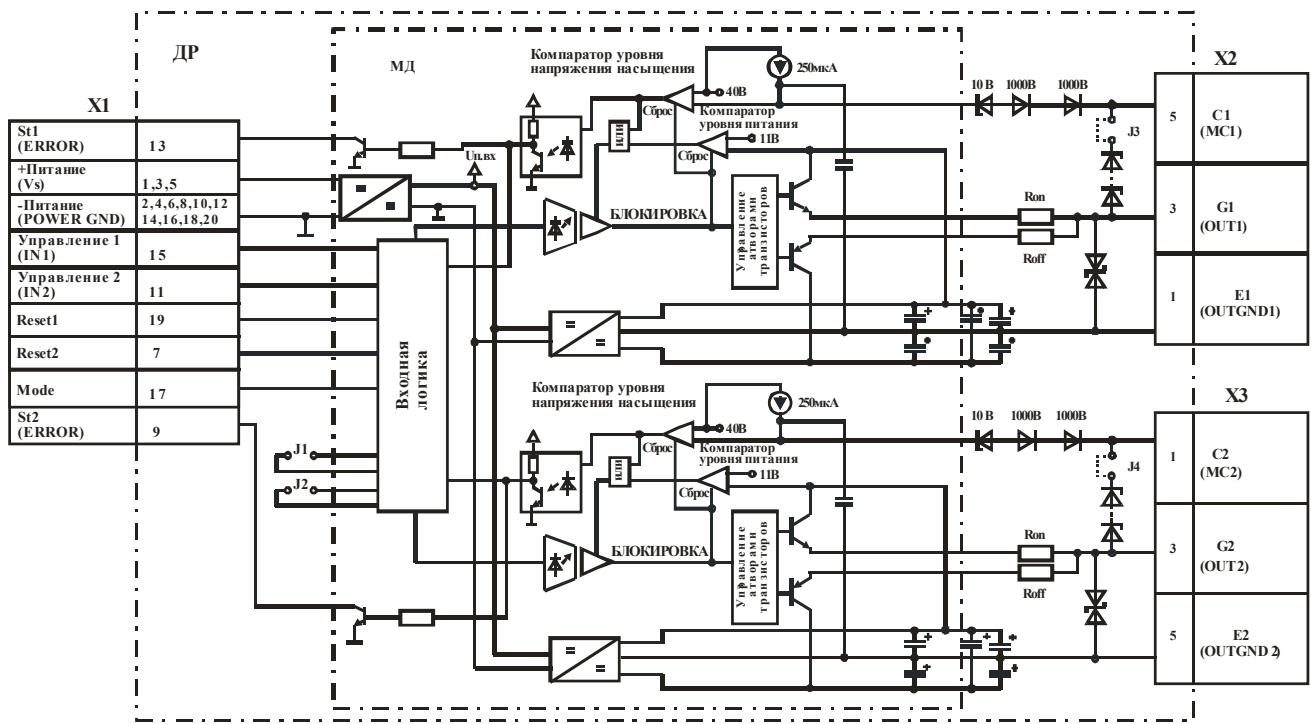 ДР
МД
X1
St1
(ERROR)
13
+Питание
(Vs)
1,3,5
-Питание
(POWER GND)
2,4,6,8,10,12
14,16,18,20
Управление 1
(IN1)
15
Управление 2
(IN2)
11
Reset1
19
Reset2
7
Mode
17
St2
(ERROR)
9
J1
J2
Uп.вх
Входная
логика
Компаратор уровня
напряжения насыщения
250мкА
40В
Сброс
Компаратор
уровня питания
11В
или
Сброс
БЛОКИРОВКА
Управление
атворами
транзисторов
10 В
1000В
1000В
J3
Ron
Roff
X2
5
C1
(MC1)
3
G1
(OUT1)
1
E1
(OUTGND1)
Компаратор уровня
напряжения насыщения
250мкА
40В
Сброс
Компаратор
уровня питания
11В
или
Сброс
БЛОКИРОВКА
Управление
атворами
транзисторов
10 В
1000В
1000В
J4
Ron
Roff
X3
1
C2
(MC2)
3
G2
(OUT2)
5
E2
(OUTGND2)